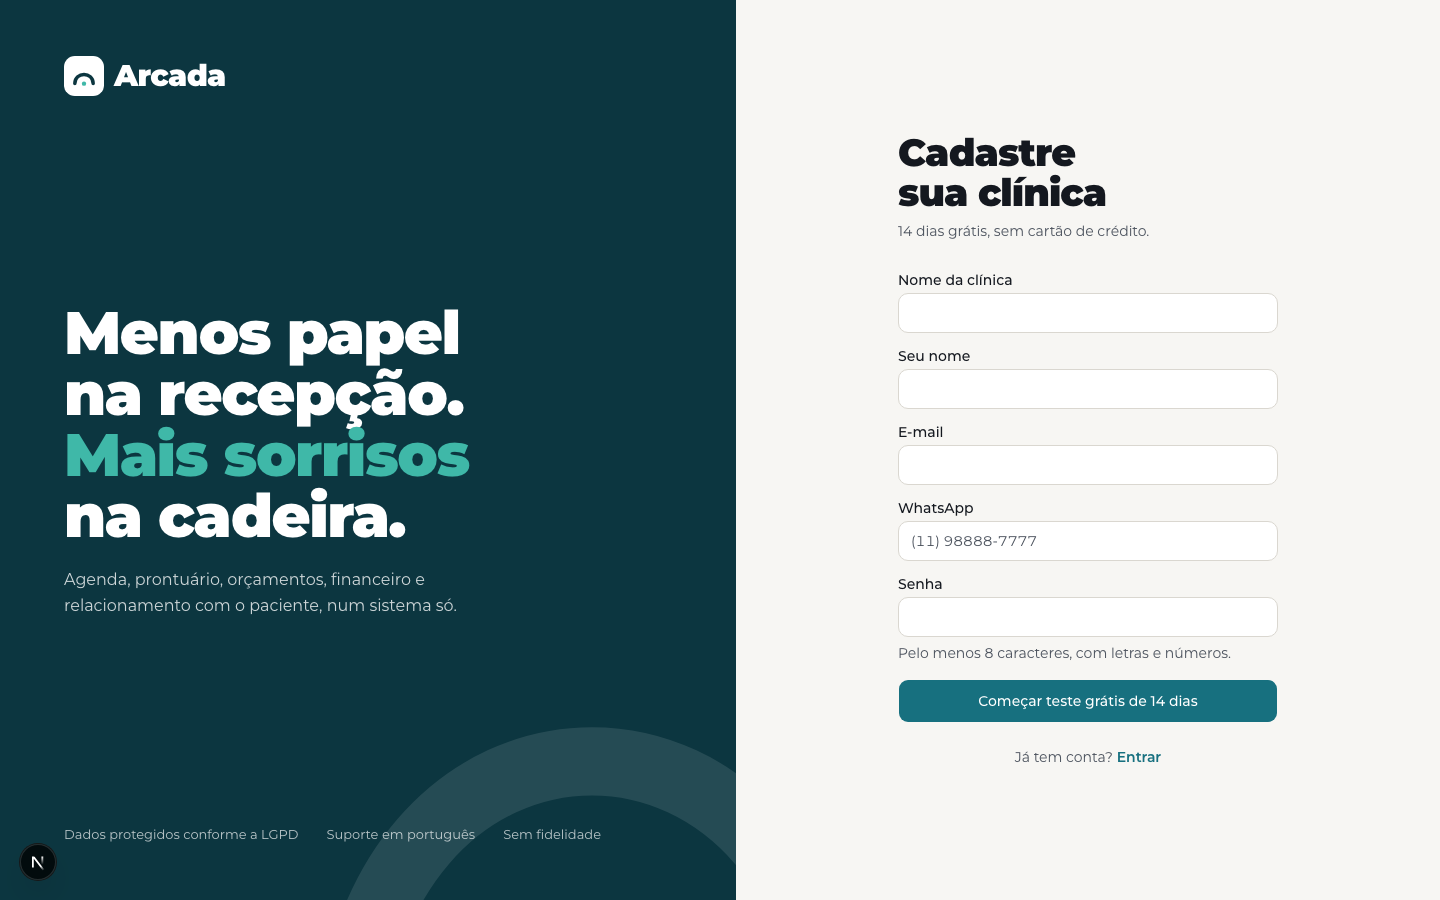 Arcada
Menos papel
na recepção.
Mais sorrisos
na cadeira.
Agenda, prontuário, orçamentos, financeiro e
relacionamento com o paciente, num sistema só.
Dados protegidos conforme a LGPD
Suporte em português
Sem fidelidade
N
Cadastre
sua clínica
14 dias grátis, sem cartão de crédito.
Nome da clínica
Seu nome
E-mail
WhatsApp
(11) 98888-7777
Senha
Pelo menos 8 caracteres, com letras e números.
Começar teste grátis de 14 dias
Já tem conta? Entrar